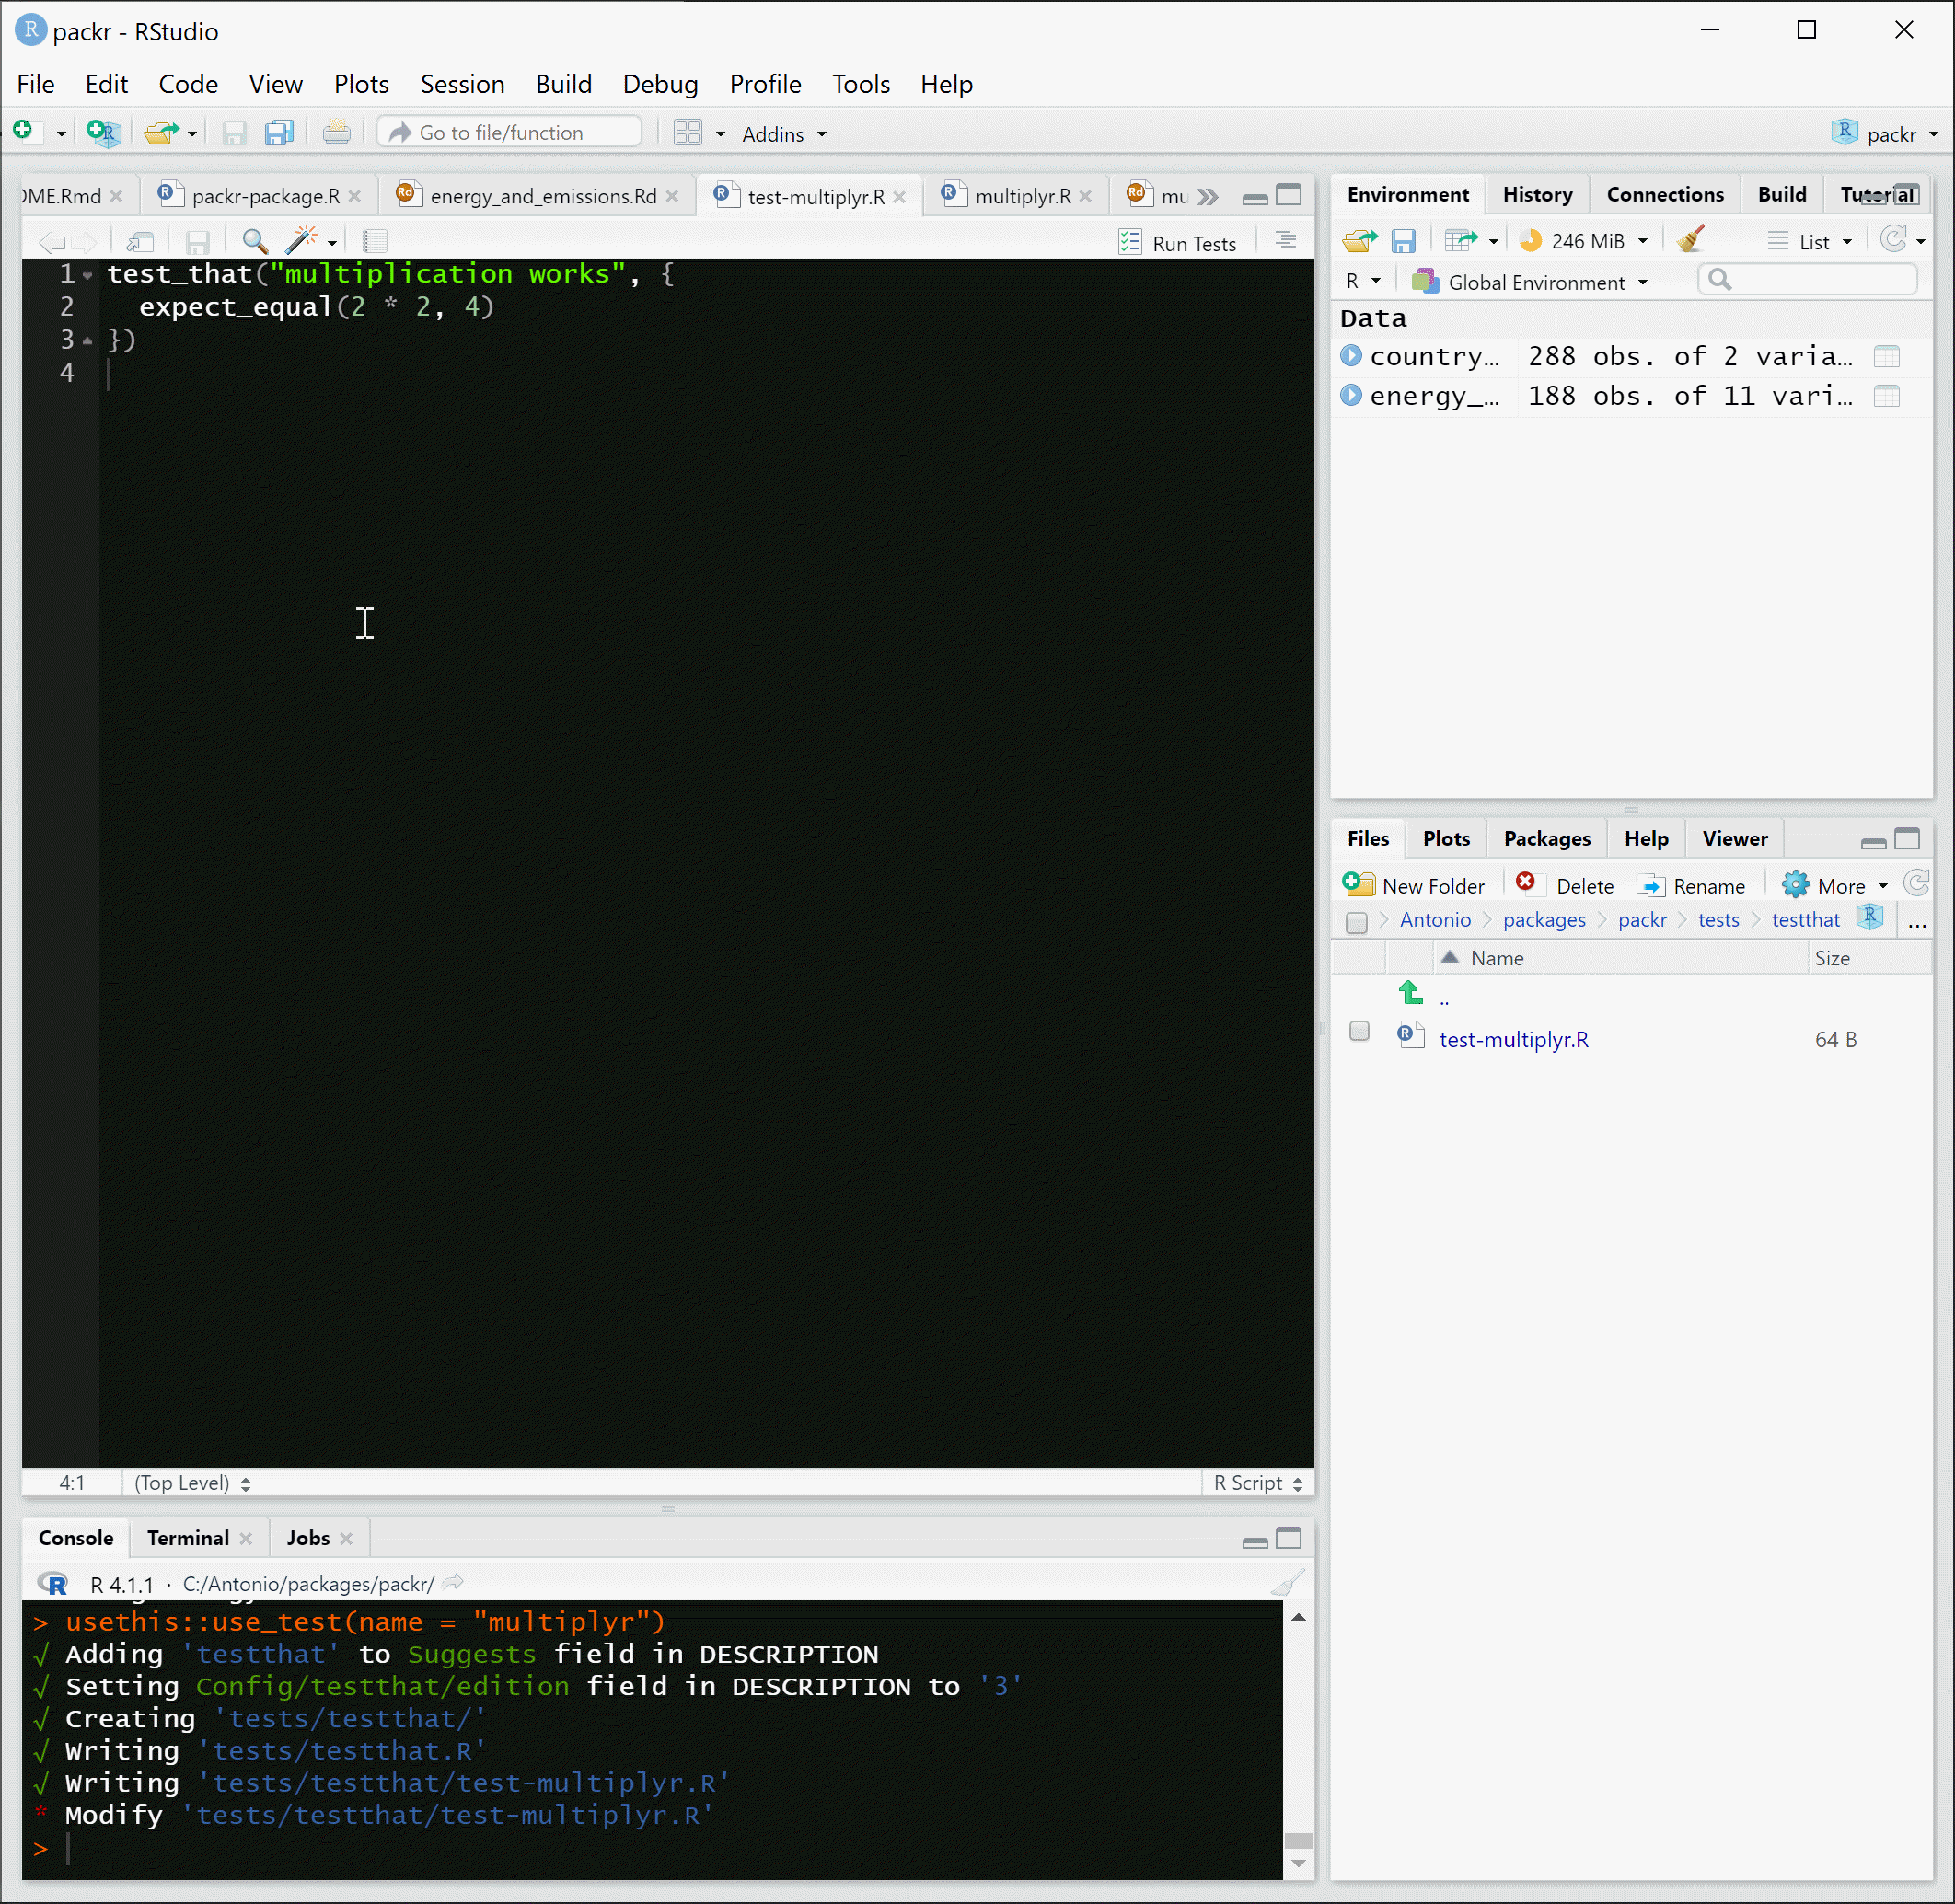 packr - RStudio
File Edit Code View Plots Session Build Debug Profile Tools Help
Go to file/function Addins packr
OME.Rmd packr-package.R energy_and_emissions.Rd test-multiplyr.R multiplyr.R mu
Run Tests
1 test_that("multiplication works", {
2 expect_equal(2 * 2, 4)
3 })
4
4:1 (Top Level) R Script
Console Terminal Jobs
R 4.1.1 · C:/Antonio/packages/packr/
> usethis::use_test(name = "multiplyr")
√ Adding 'testthat' to Suggests field in DESCRIPTION
√ Setting Config/testthat/edition field in DESCRIPTION to '3'
√ Creating 'tests/testthat/'
√ Writing 'tests/testthat.R'
√ Writing 'tests/testthat/test-multiplyr.R'
* Modify 'tests/testthat/test-multiplyr.R'
>
Environment History Connections Build Tutorial
246 MiB List
R Global Environment
Data
country… 288 obs. of 2 varia…
energy_… 188 obs. of 11 vari…
Files Plots Packages Help Viewer
New Folder Delete Rename More
Antonio packages packr tests testthat ...
Name Size
..
test-multiplyr.R 64 B